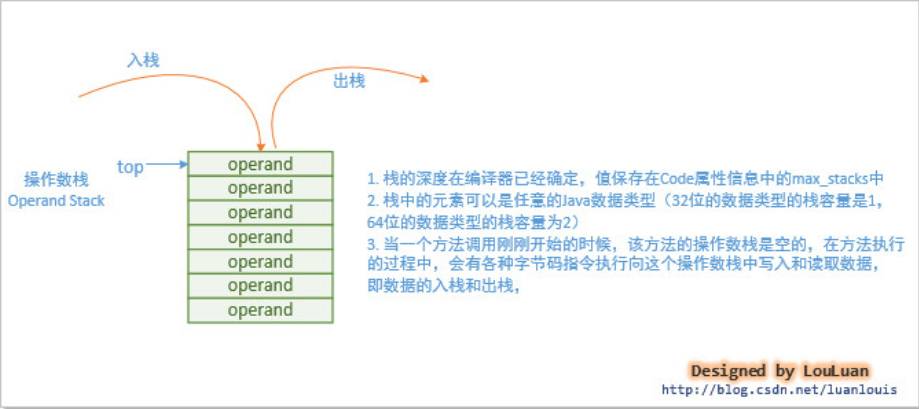 入栈
出栈
top
操作数栈
Operand Stack
operand
operand
operand
operand
operand
operand
operand
1. 栈的深度在编译器已经确定，值保存在Code属性信息中的max_stacks中
2. 栈中的元素可以是任意的Java数据类型（32位的数据类型的栈容量是1，
64位的数据类型的栈容量为2）
3. 当一个方法调用刚刚开始的时候，该方法的操作数栈是空的，在方法执行
的过程中，会有各种字节码指令执行向这个操作数栈中写入和读取数据，
即数据的入栈和出栈，
Designed by LouLuan
http://blog.csdn.net/luanlouis